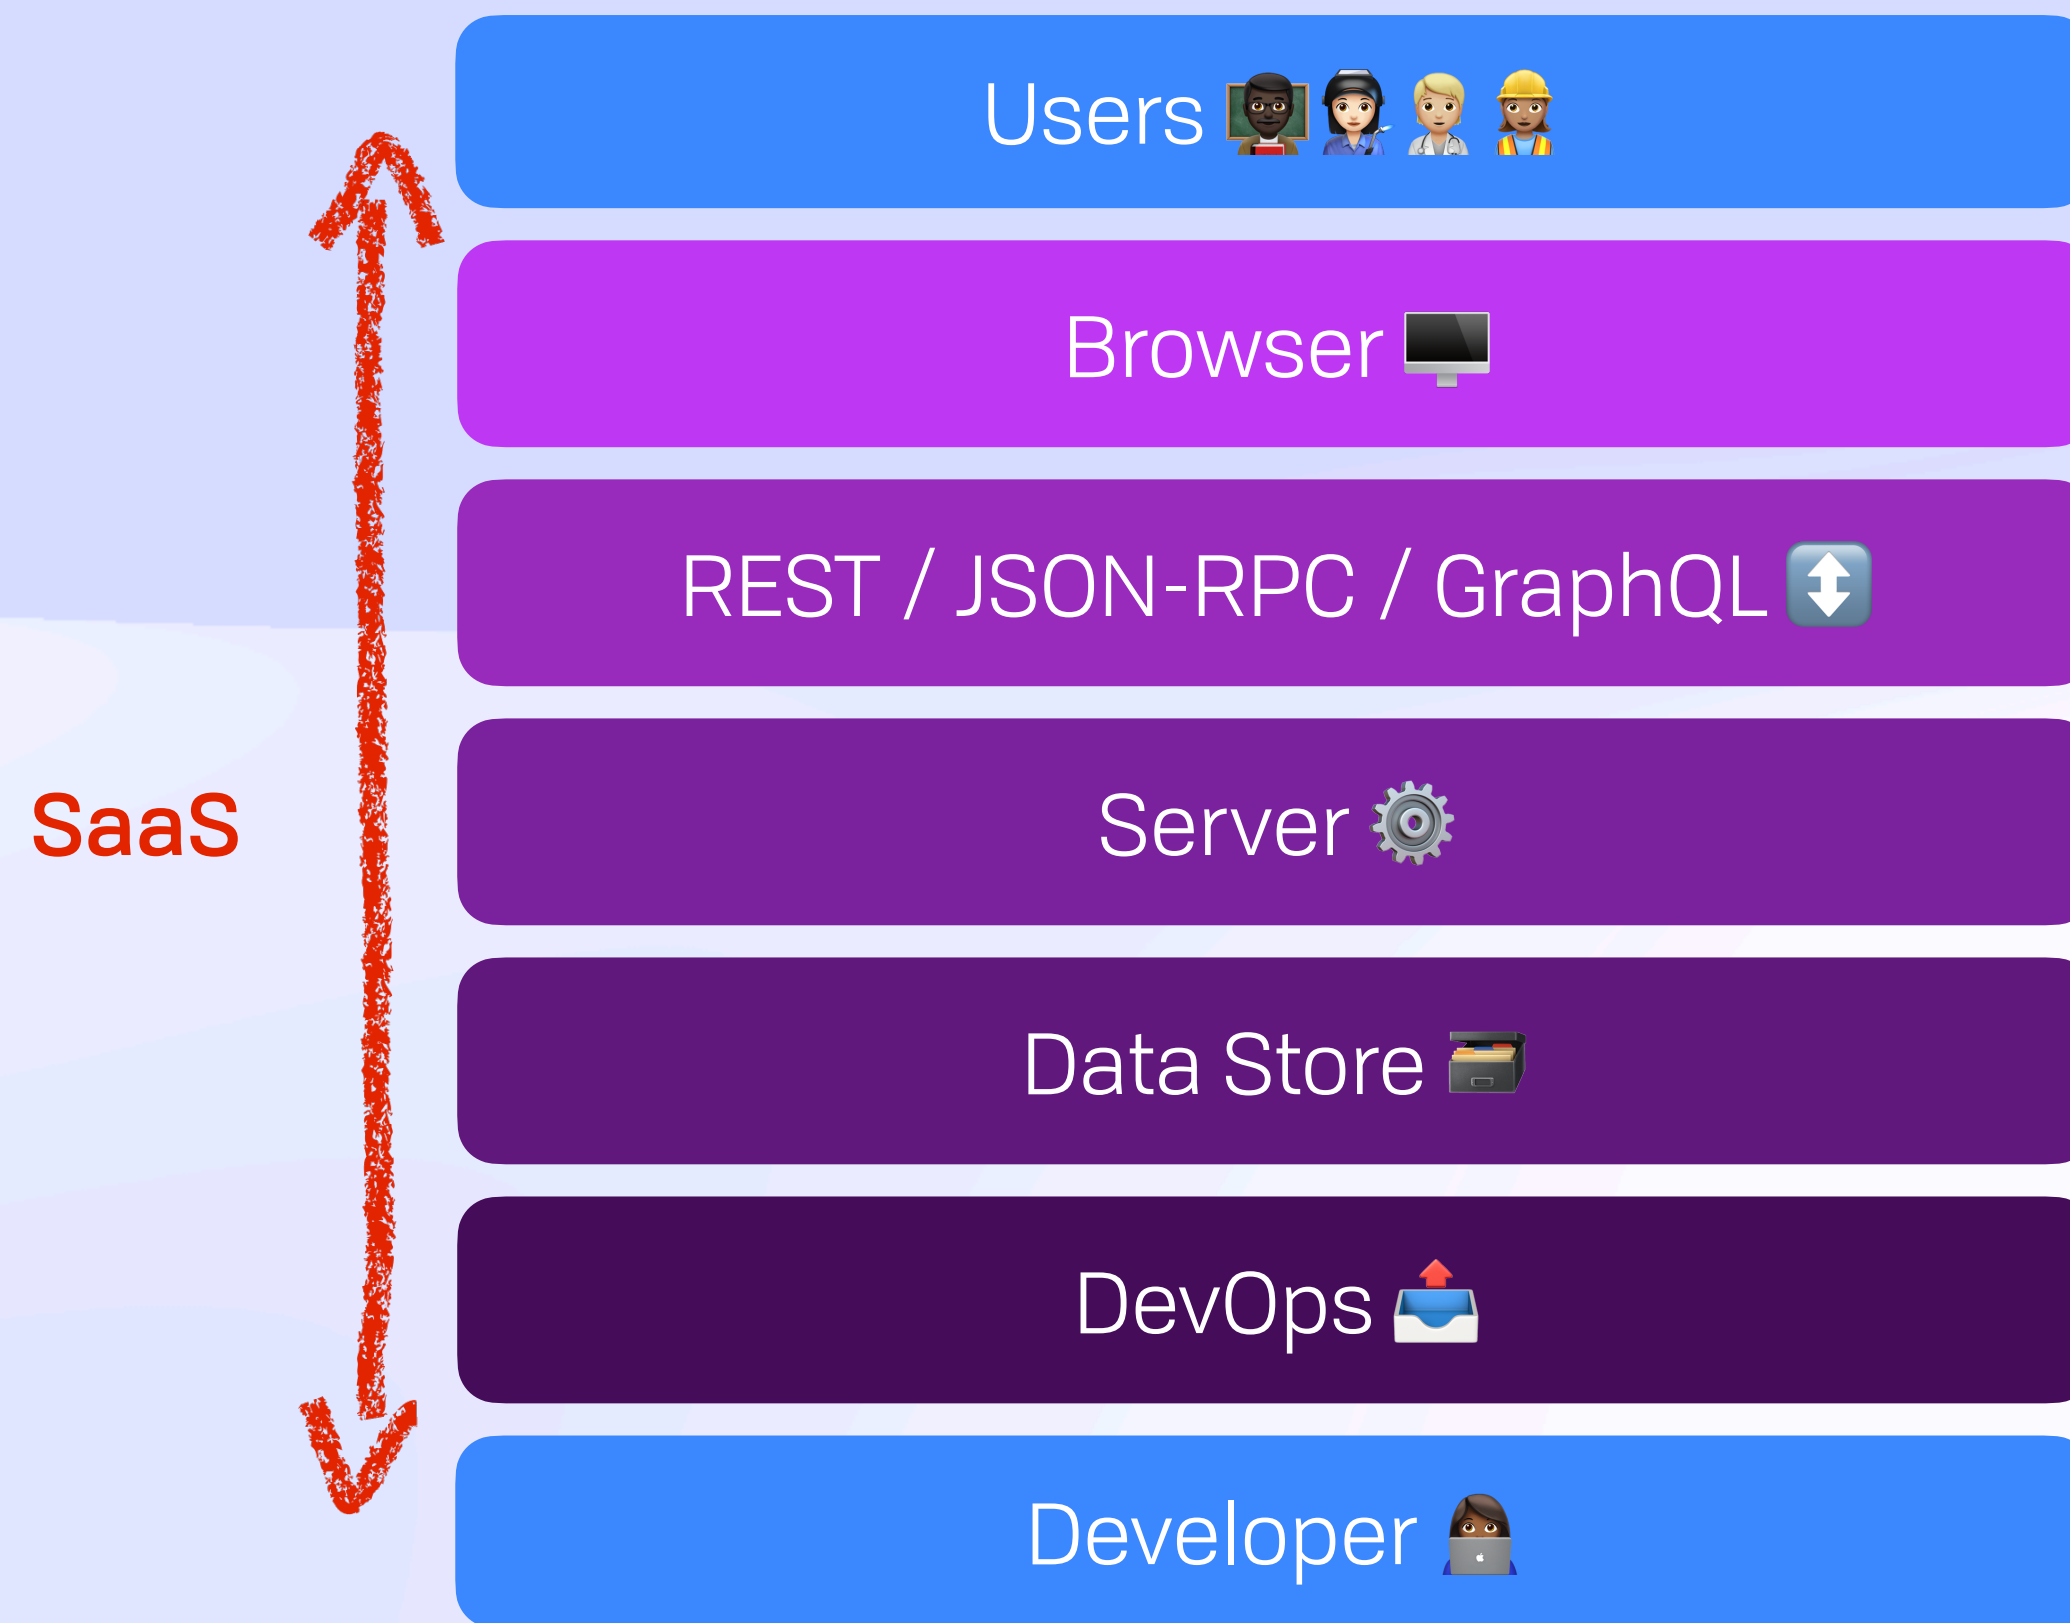 Users
Browser
REST / JSON-RPC / GraphQL
Server
SaaS
Data Store
DevOps
Developer